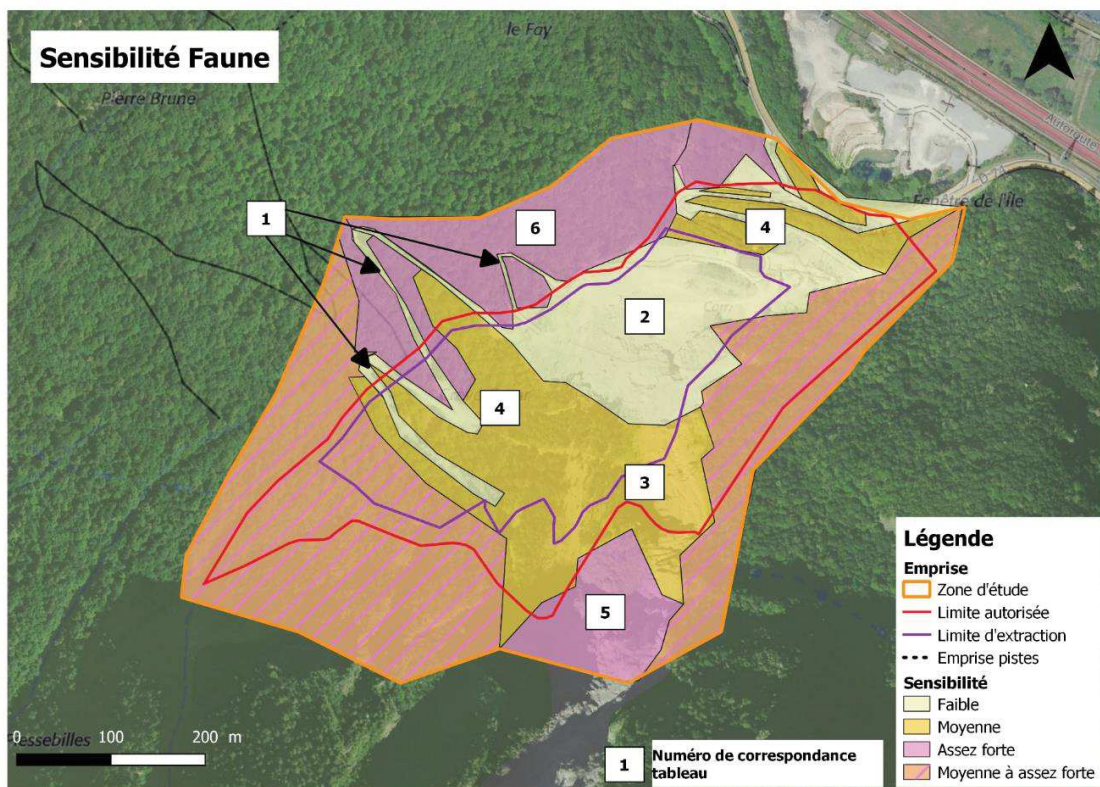 le Fay
Sensibilité Faune
Pierre Brune
Autoroute
D 74
Fenêtre de l'Île
1
6
4
2
4
3
5
0 100 200 m
1
Numéro de correspondance
tableau
Légende
Emprise
Zone d'étude
Limite autorisée
Limite d'extraction
Emprise pistes
Sensibilité
Faible
Moyenne
Assez forte
Moyenne à assez forte